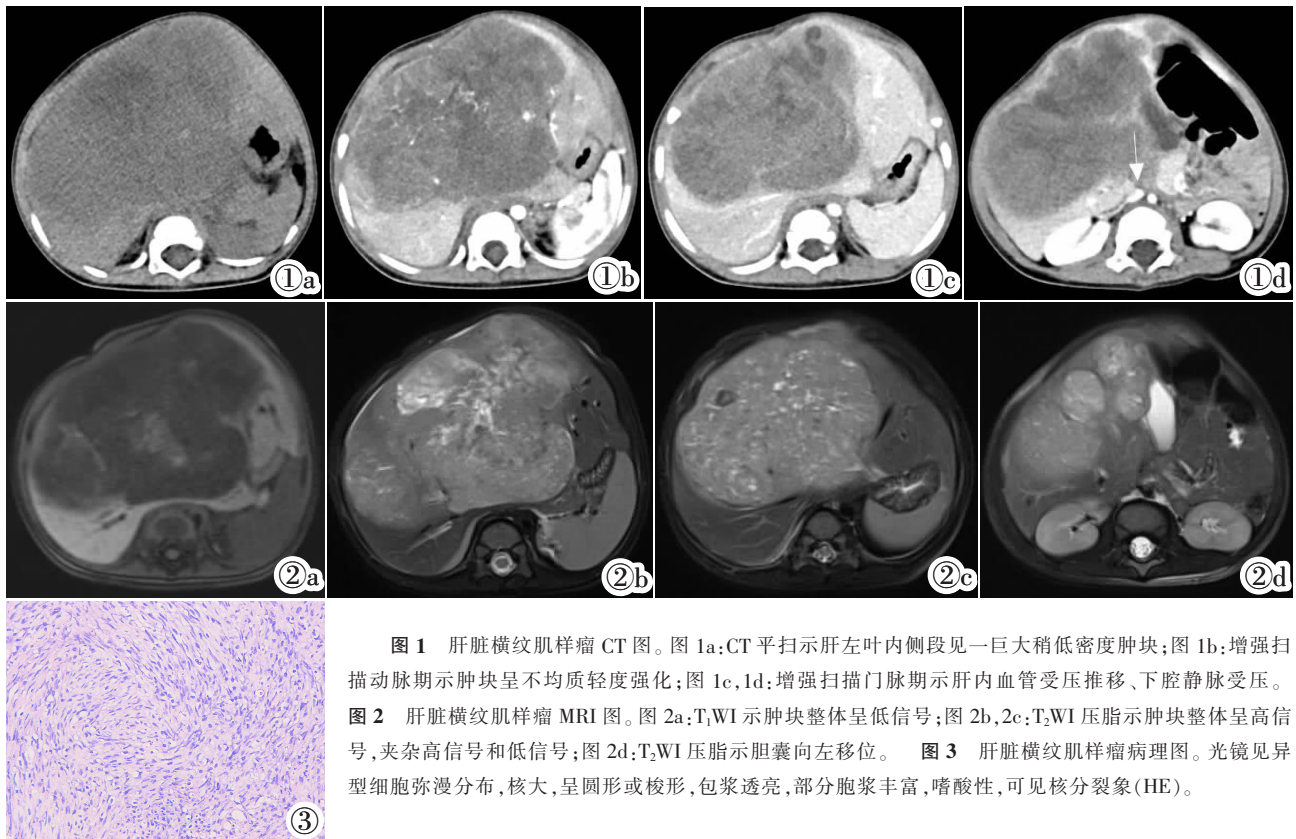 ①a
①b
①c
①d
②a
②b
②c
②d
③
图 1 肝脏横纹肌样瘤 CT 图。图 1a:CT 平扫示肝左叶内侧段见一巨大稍低密度肿块;图 1b:增强扫
描动脉期示肿块呈不均质轻度强化;图 1c,1d:增强扫描门脉期示肝内血管受压推移、下腔静脉受压。
图 2 肝脏横纹肌样瘤 MRI 图。图 2a:T₁WI 示肿块整体呈低信号;图 2b,2c:T₂WI 压脂示肿块整体呈高信
号,夹杂高信号和低信号;图 2d:T₂WI 压脂示胆囊向左移位。 图 3 肝脏横纹肌样瘤病理图。光镜见异
型细胞弥漫分布,核大,呈圆形或梭形,包浆透亮,部分胞浆丰富,嗜酸性,可见核分裂象(HE)。